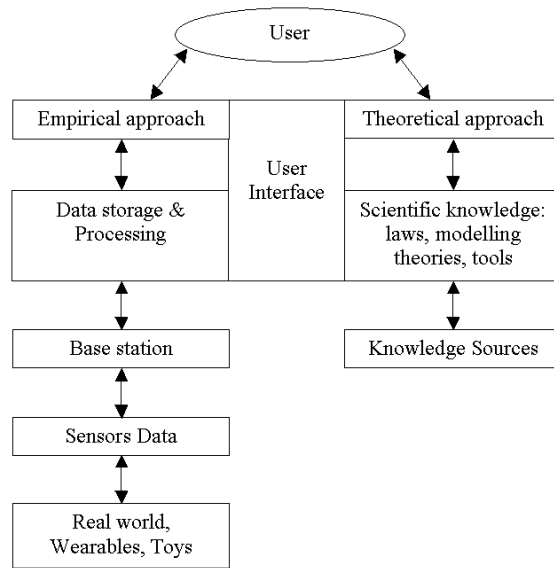 User
Empirical approach
Theoretical approach
User
Interface
Data storage &
Processing
Scientific knowledge:
laws, modelling
theories, tools
Base station
Knowledge Sources
Sensors Data
Real world,
Wearables, Toys